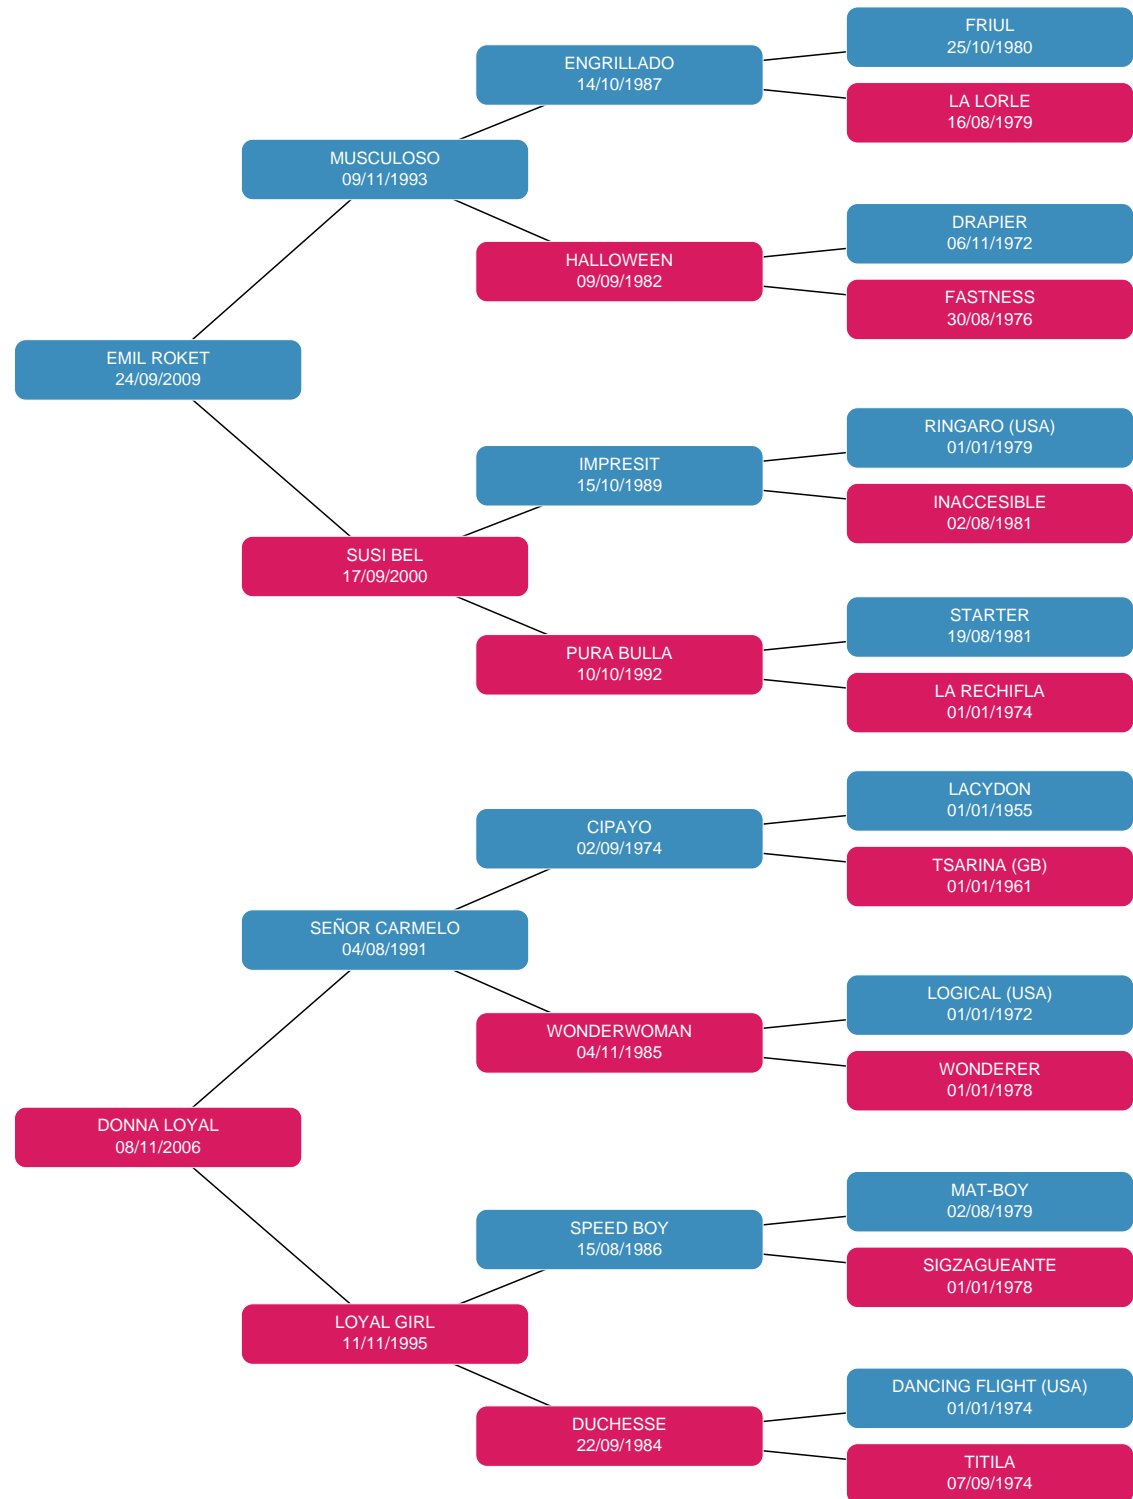 FRIUL
25/10/1980
ENGRILLADO
14/10/1987
LA LORLE
16/08/1979
MUSCULOSO
09/11/1993
DRAPIER
06/11/1972
HALLOWEEN
09/09/1982
FASTNESS
30/08/1976
EMIL ROKET
24/09/2009
RINGARO (USA)
01/01/1979
IMPRESIT
15/10/1989
INACCESIBLE
02/08/1981
SUSI BEL
17/09/2000
STARTER
19/08/1981
PURA BULLA
10/10/1992
LA RECHIFLA
01/01/1974
LACYDON
01/01/1955
CIPAYO
02/09/1974
TSARINA (GB)
01/01/1961
SEÑOR CARMELO
04/08/1991
LOGICAL (USA)
01/01/1972
WONDERWOMAN
04/11/1985
WONDERER
01/01/1978
DONNA LOYAL
08/11/2006
MAT-BOY
02/08/1979
SPEED BOY
15/08/1986
SIGZAGUEANTE
01/01/1978
LOYAL GIRL
11/11/1995
DANCING FLIGHT (USA)
01/01/1974
DUCHESSE
22/09/1984
TITILA
07/09/1974